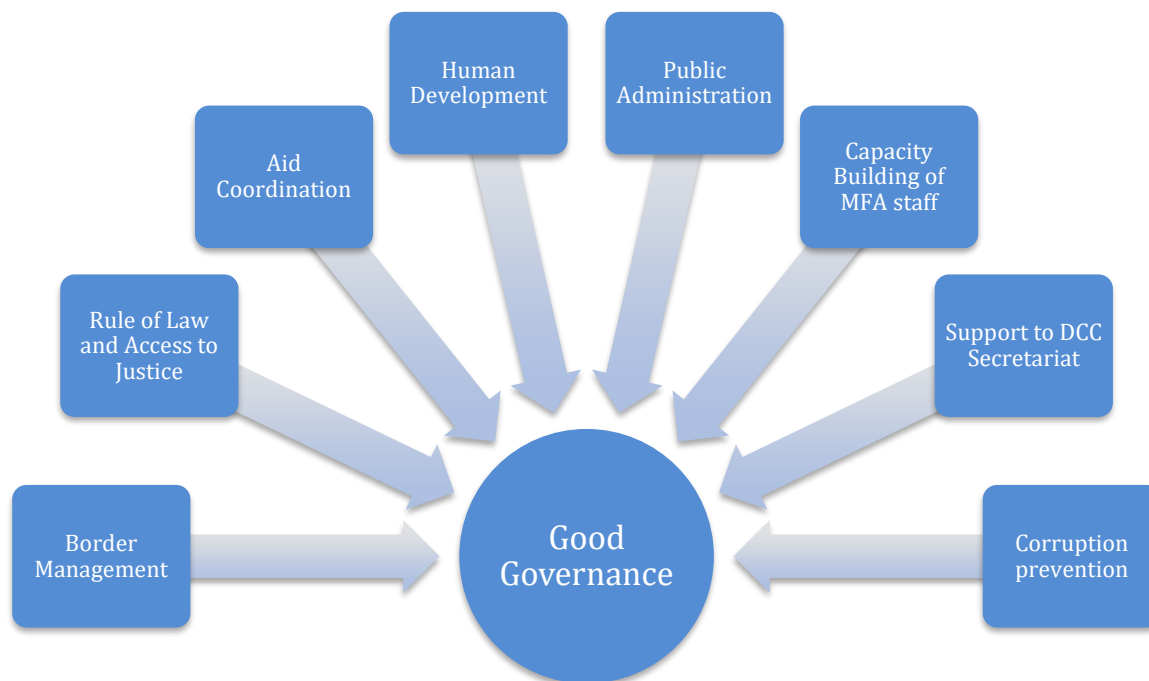 Human
Development
Public
Administration
Aid
Coordination
Capacity
Building of
MFA staff
Rule of Law
and Access to
Justice
Support to DCC
Secretariat
Border
Management
Good
Governance
Corruption
prevention